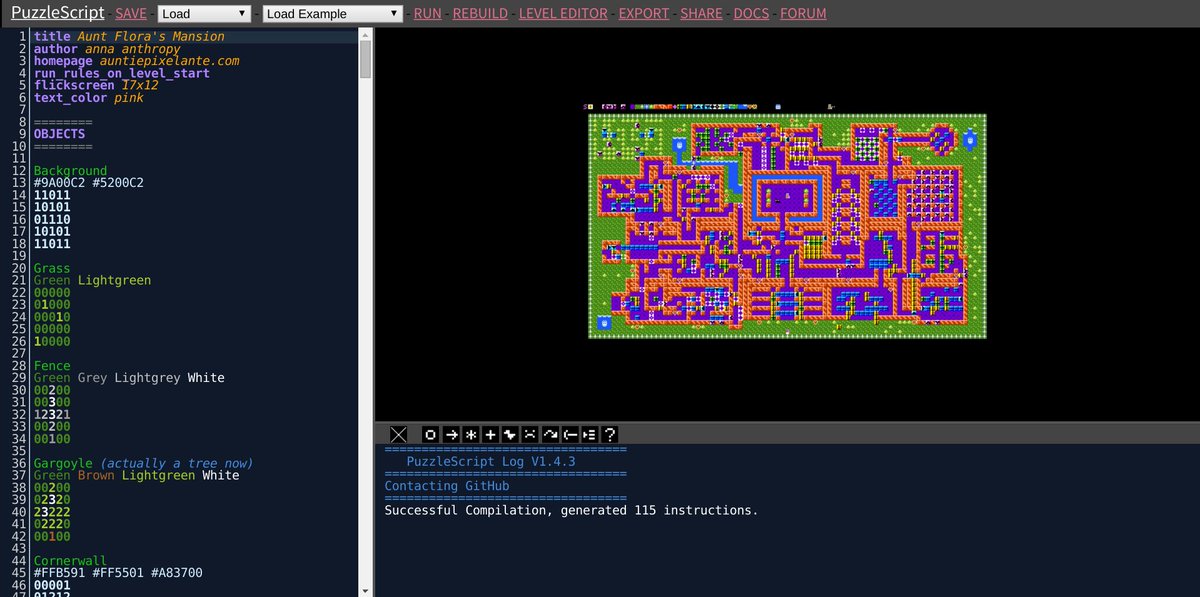 PuzzleScript - SAVE - Load - Load Example - RUN - REBUILD - LEVEL EDITOR - EXPORT - SHARE - DOCS - FORUM
1 title Aunt Flora's Mansion
2 author anna anthropy
3 homepage auntiepixelante.com
4 run_rules_on_level_start
5 flickscreen 17x12
6 text_color pink
7
8 ========
9 OBJECTS
10 ========
11
12 Background
13 #9A00C2 #5200C2
14 11011
15 10101
16 01110
17 10101
18 11011
19
20 Grass
21 Green Lightgreen
22 00000
23 01000
24 00010
25 00000
26 10000
27
28 Fence
29 Green Grey Lightgrey White
30 00200
31 00300
32 12321
33 00200
34 00100
35
36 Gargoyle (actually a tree now)
37 Green Brown Lightgreen White
38 00200
39 02320
40 23222
41 02220
42 00100
43
44 Cornerwall
45 #FFB591 #FF5501 #A83700
46 00001
47 01212
=================================
PuzzleScript Log V1.4.3
=================================
Contacting GitHub
=================================
Successful Compilation, generated 115 instructions.